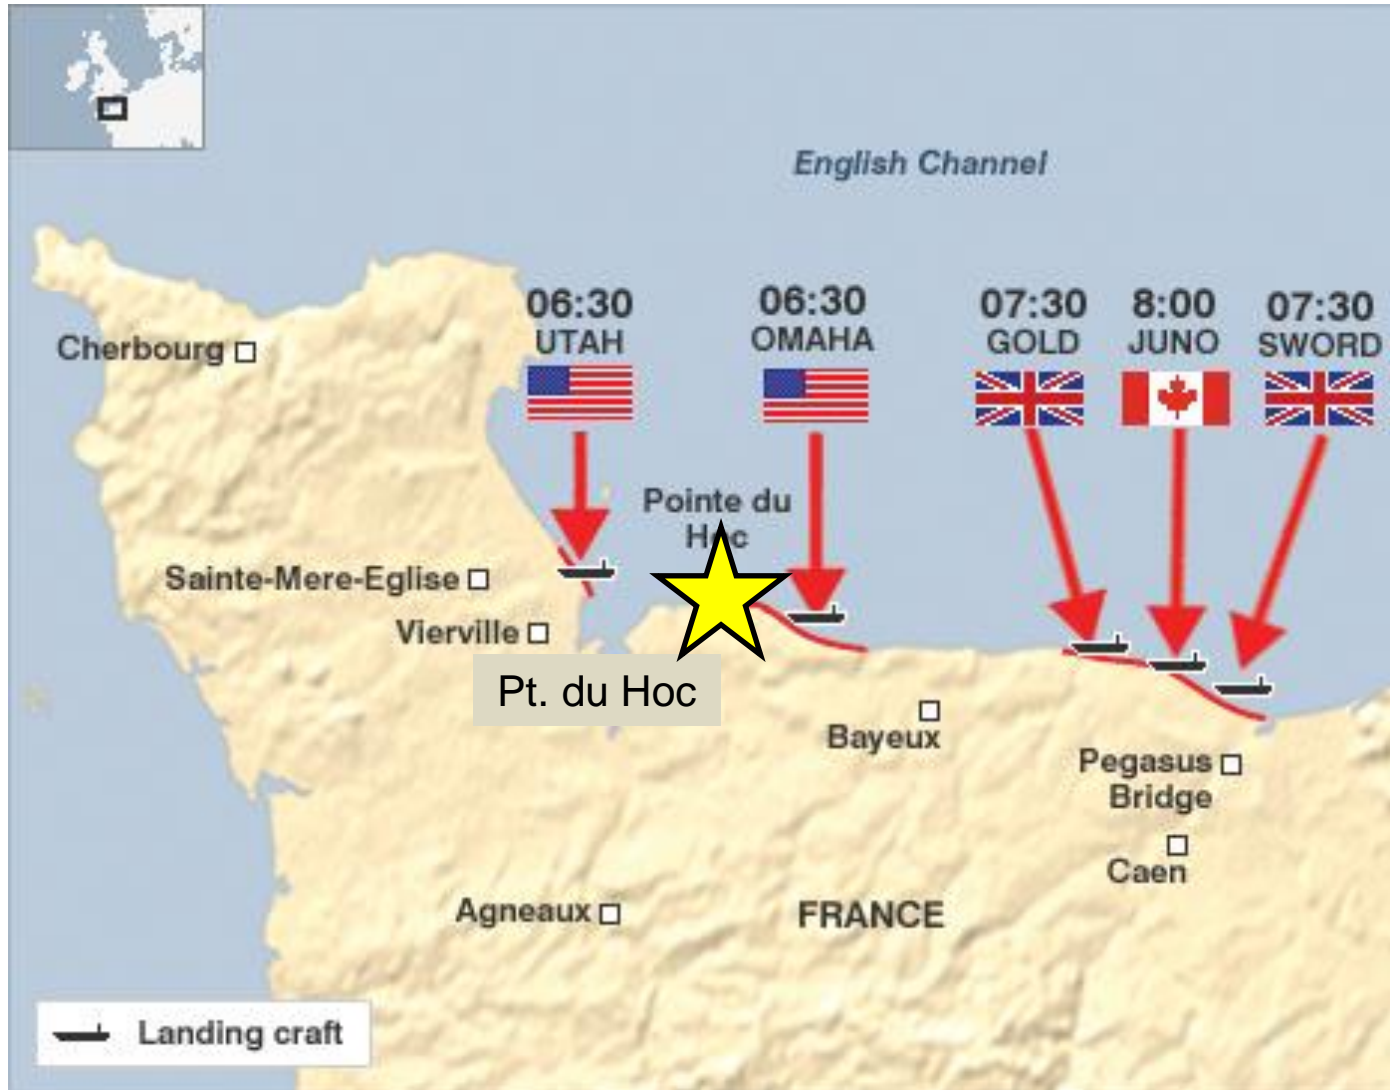 English Channel
06:30
UTAH
06:30
OMAHA
07:30
GOLD
8:00
JUNO
07:30
SWORD
Cherbourg
Pointe du
Hoc
Sainte-Mere-Eglise
Vierville
Pt. du Hoc
Bayeux
Pegasus
Bridge
Caen
Agneaux
FRANCE
Landing craft